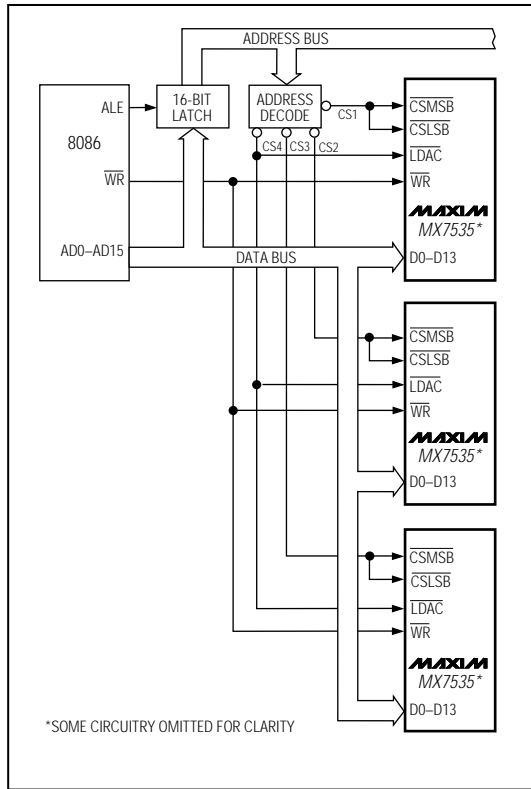 ADDRESS BUS
ALE
16-BIT
LATCH
ADDRESS
DECODE
8086
CS1
CS4
CS3
CS2
WR
AD0–AD15
DATA BUS
CSMSB
CSLSB
LDAC
WR
MAXIM
MX7535*
D0–D13
CSMSB
CSLSB
LDAC
WR
MAXIM
MX7535*
D0–D13
CSMSB
CSLSB
LDAC
WR
MAXIM
MX7535*
D0–D13
*SOME CIRCUITRY OMITTED FOR CLARITY